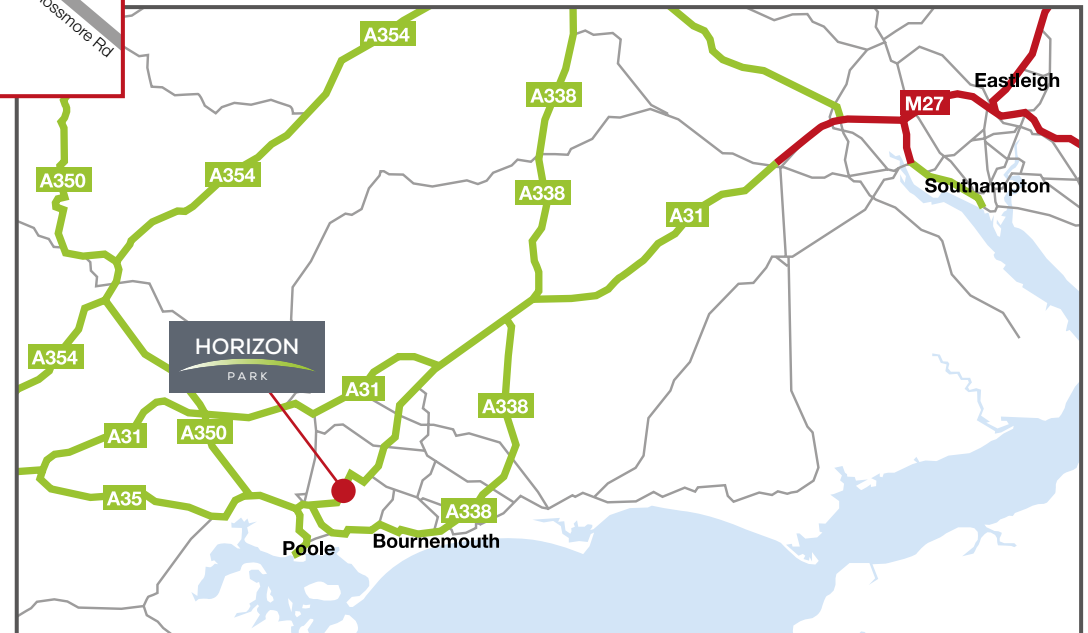 ossmore Rd
A354
Eastleigh
A338
M27
A350
A354
A338
Southampton
A31
HORIZON
PARK
A354
A31
A338
A31
A350
A35
A338
Poole
Bournemouth